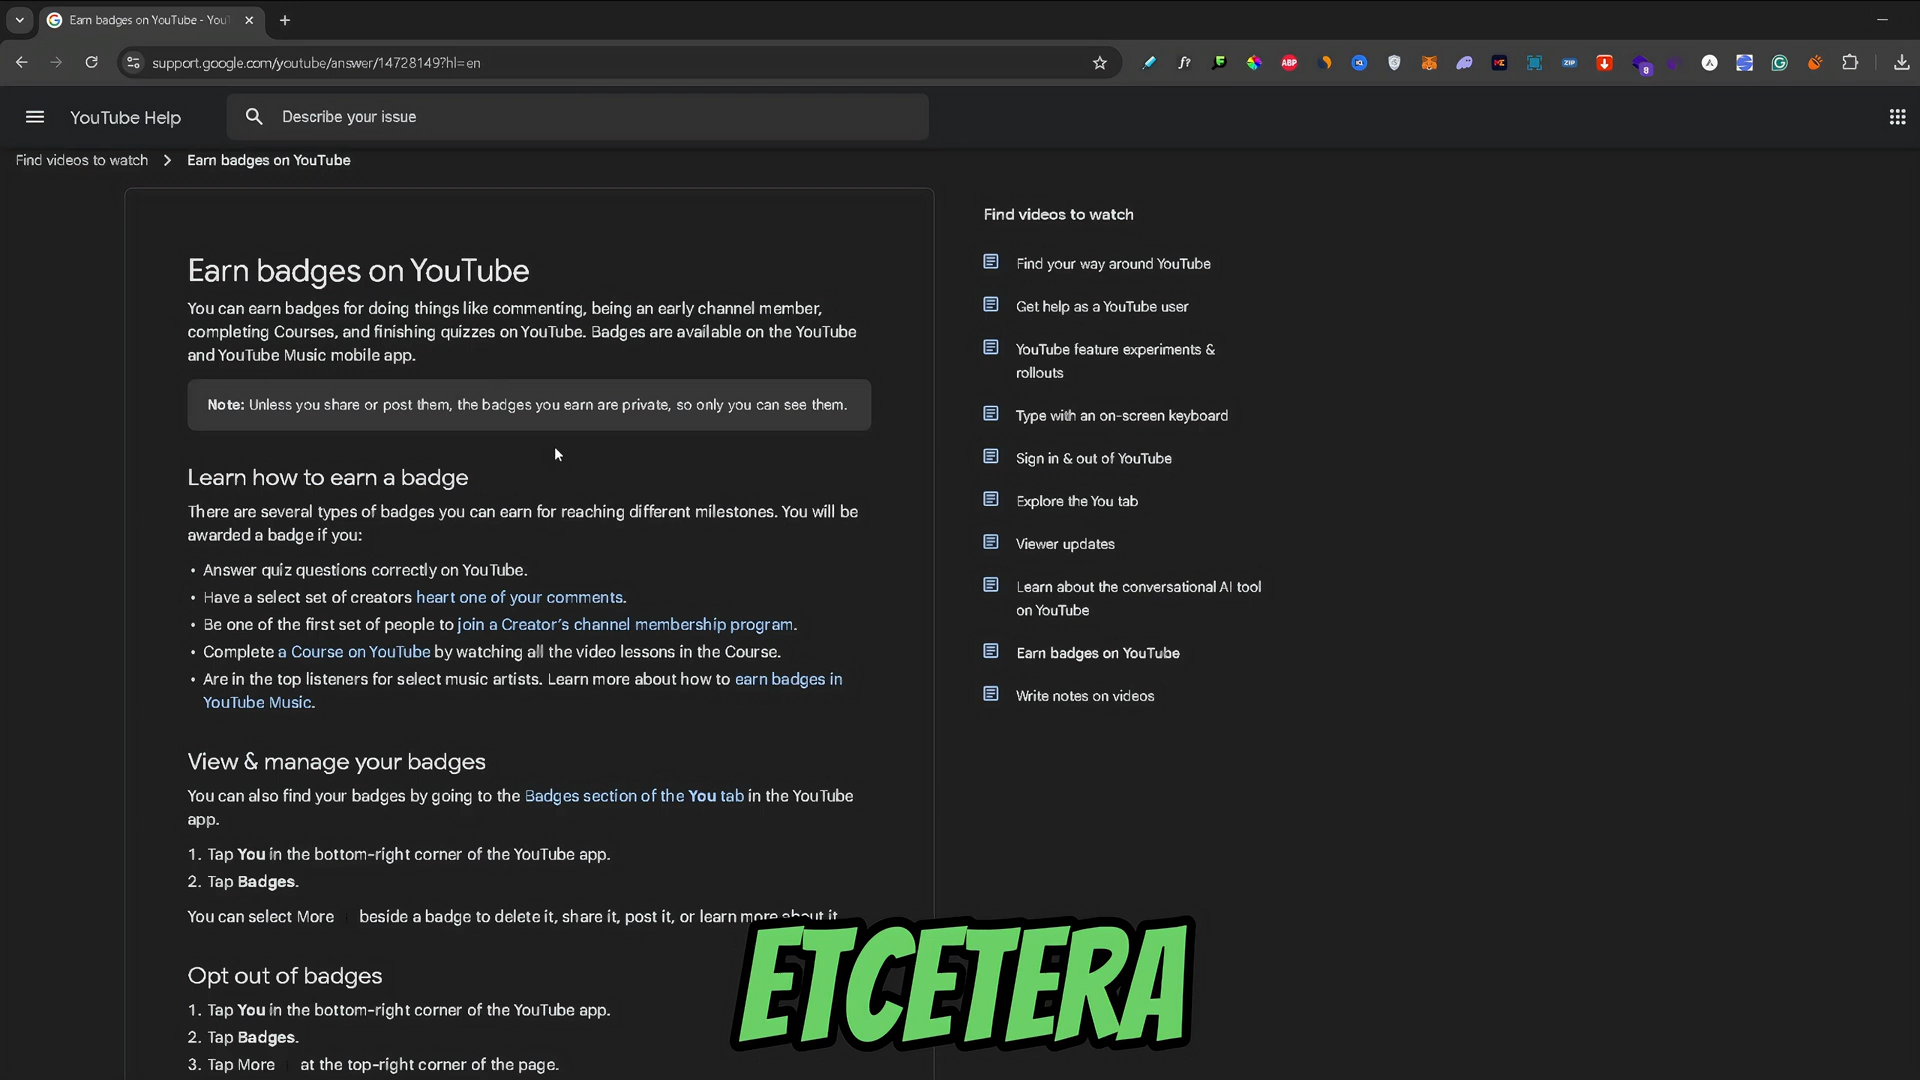 Earn badges on YouTube - You
support.google.com/youtube/answer/14728149?hl=en
ABP
ZIP
8
YouTube Help
Describe your issue
Find videos to watch
Earn badges on YouTube
Earn badges on YouTube
You can earn badges for doing things like commenting, being an early channel member,
completing Courses, and finishing quizzes on YouTube. Badges are available on the YouTube
and YouTube Music mobile app.
Note: Unless you share or post them, the badges you earn are private, so only you can see them.
Learn how to earn a badge
There are several types of badges you can earn for reaching different milestones. You will be
awarded a badge if you:
• Answer quiz questions correctly on YouTube.
• Have a select set of creators heart one of your comments.
• Be one of the first set of people to join a Creator's channel membership program.
• Complete a Course on YouTube by watching all the video lessons in the Course.
• Are in the top listeners for select music artists. Learn more about how to earn badges in
YouTube Music.
View & manage your badges
You can also find your badges by going to the Badges section of the You tab in the YouTube
app.
1. Tap You in the bottom-right corner of the YouTube app.
2. Tap Badges.
You can select More beside a badge to delete it, share it, post it, or learn more about it.
Opt out of badges
1. Tap You in the bottom-right corner of the YouTube app.
2. Tap Badges.
3. Tap More at the top-right corner of the page.
Find videos to watch
Find your way around YouTube
Get help as a YouTube user
YouTube feature experiments &
rollouts
Type with an on-screen keyboard
Sign in & out of YouTube
Explore the You tab
Viewer updates
Learn about the conversational AI tool
on YouTube
Earn badges on YouTube
Write notes on videos
ETCETERA